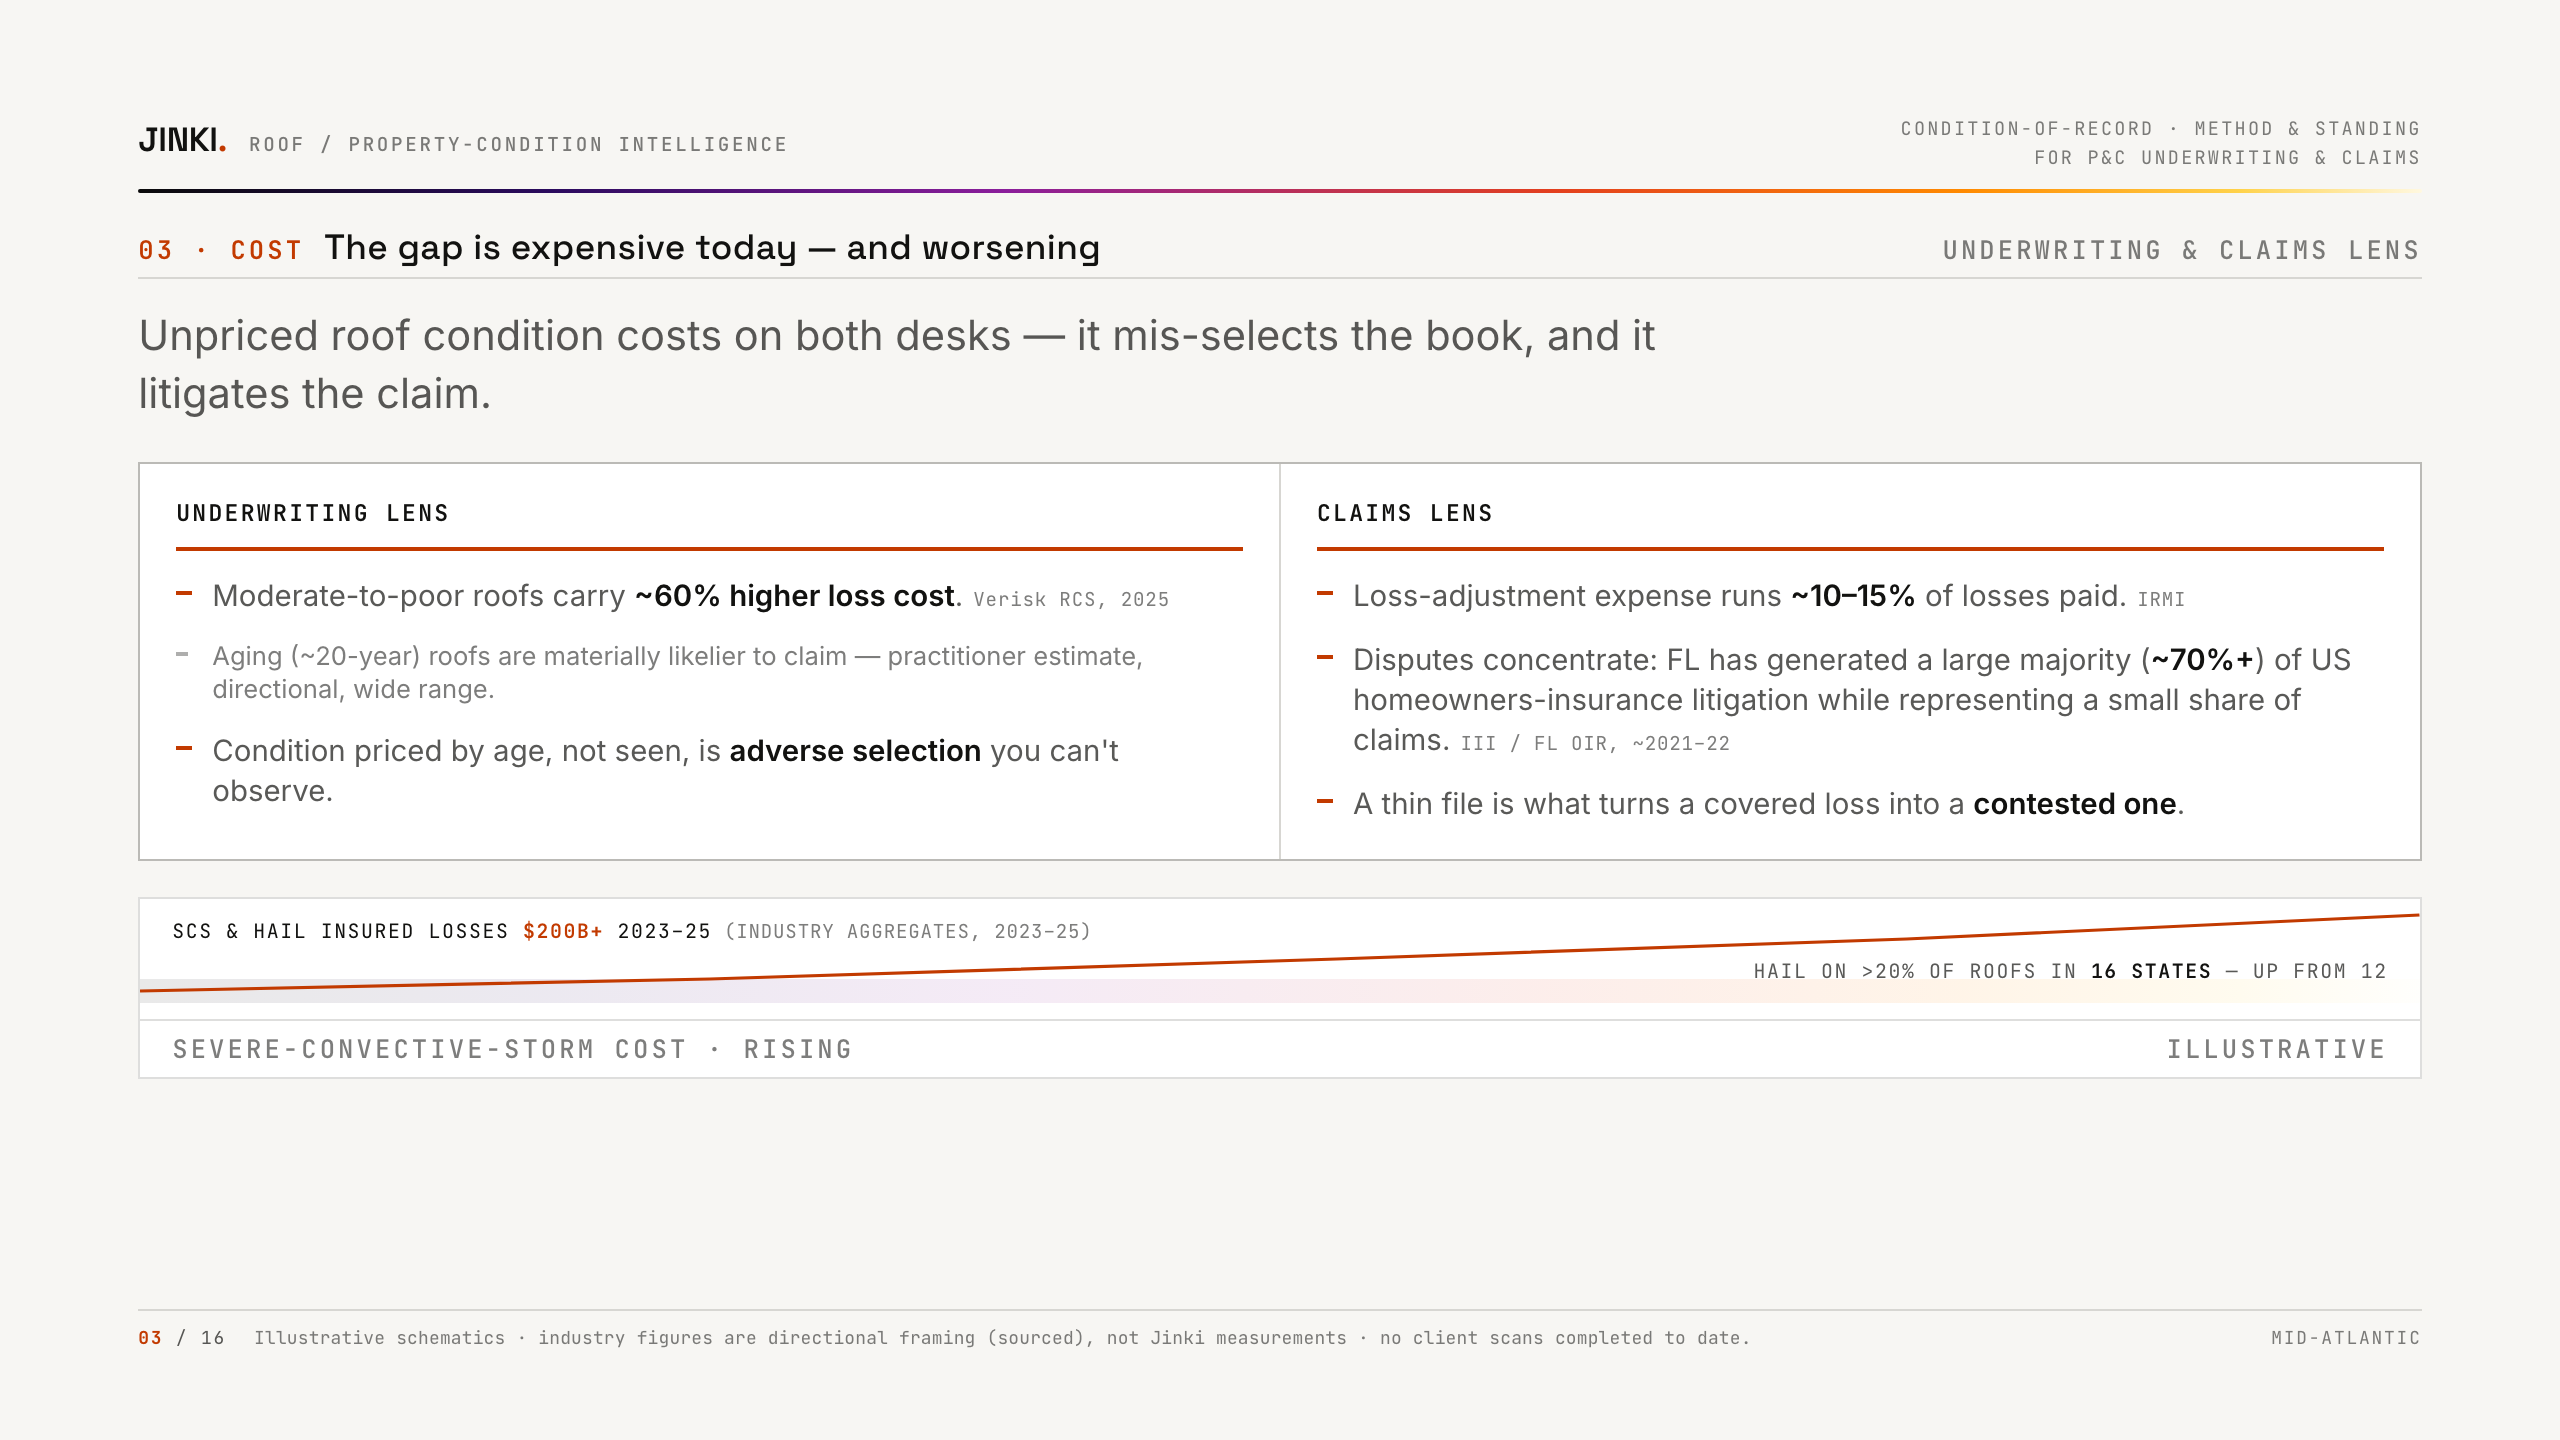 JINKI. ROOF / PROPERTY-CONDITION INTELLIGENCE
CONDITION-OF-RECORD · METHOD & STANDING
FOR P&C UNDERWRITING & CLAIMS
03 · COST The gap is expensive today — and worsening
UNDERWRITING & CLAIMS LENS
Unpriced roof condition costs on both desks — it mis-selects the book, and it
litigates the claim.
UNDERWRITING LENS
– Moderate-to-poor roofs carry ~60% higher loss cost. Verisk RCS, 2025
– Aging (~20-year) roofs are materially likelier to claim — practitioner estimate,
directional, wide range.
– Condition priced by age, not seen, is adverse selection you can't
observe.
CLAIMS LENS
– Loss-adjustment expense runs ~10–15% of losses paid. IRMI
– Disputes concentrate: FL has generated a large majority (~70%+) of US
homeowners-insurance litigation while representing a small share of
claims. III / FL OIR, ~2021–22
– A thin file is what turns a covered loss into a contested one.
SCS & HAIL INSURED LOSSES $200B+ 2023–25 (INDUSTRY AGGREGATES, 2023–25)
HAIL ON >20% OF ROOFS IN 16 STATES — UP FROM 12
SEVERE-CONVECTIVE-STORM COST · RISING
ILLUSTRATIVE
03 / 16 Illustrative schematics · industry figures are directional framing (sourced), not Jinki measurements · no client scans completed to date.
MID-ATLANTIC